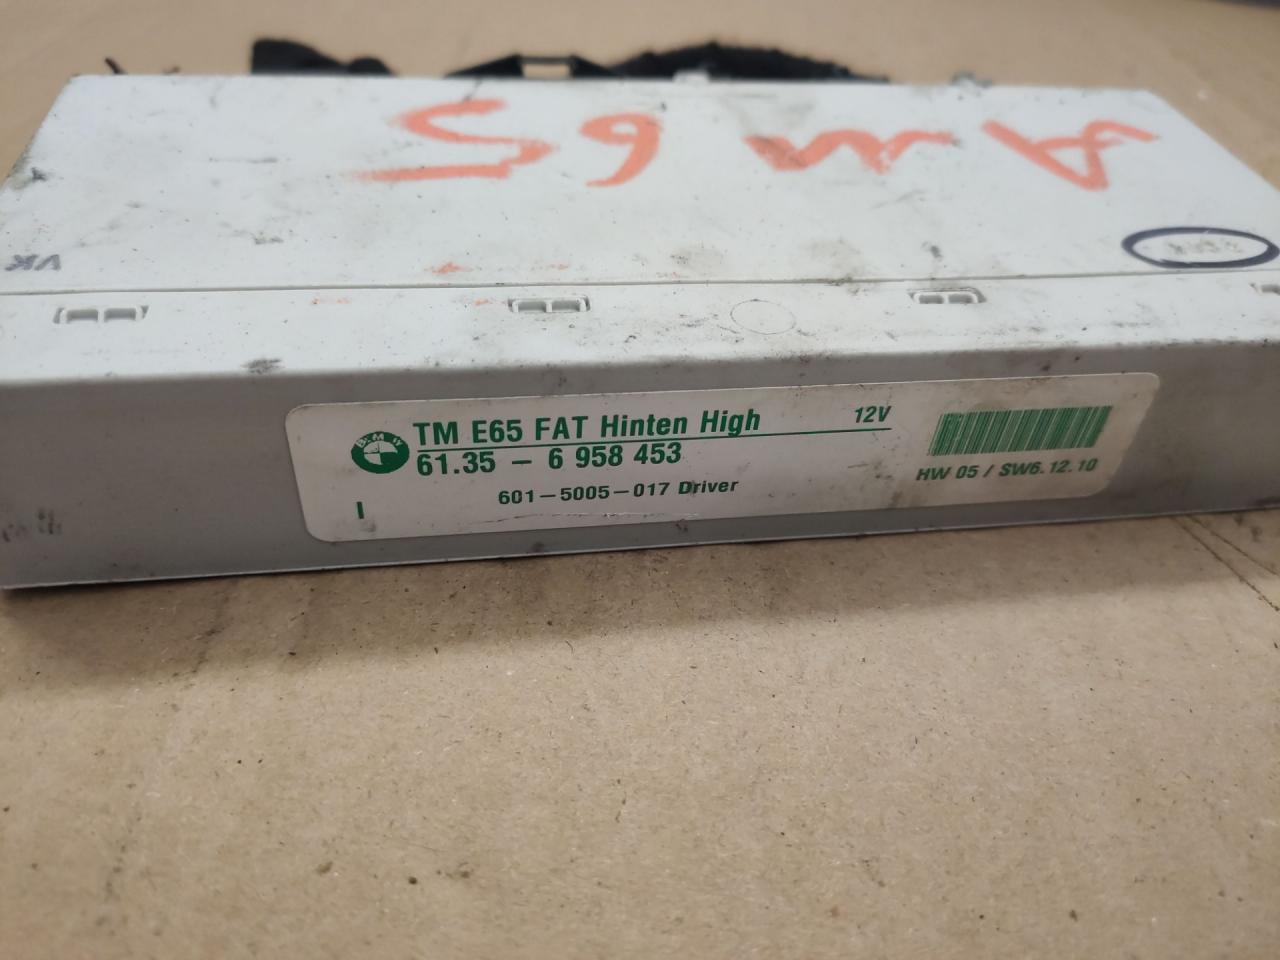 VK
BMW
TM E65 FAT Hinten High 12V
61.35 – 6 958 453
601–5005–017 Driver
I
HW 05 / SW6.12.10